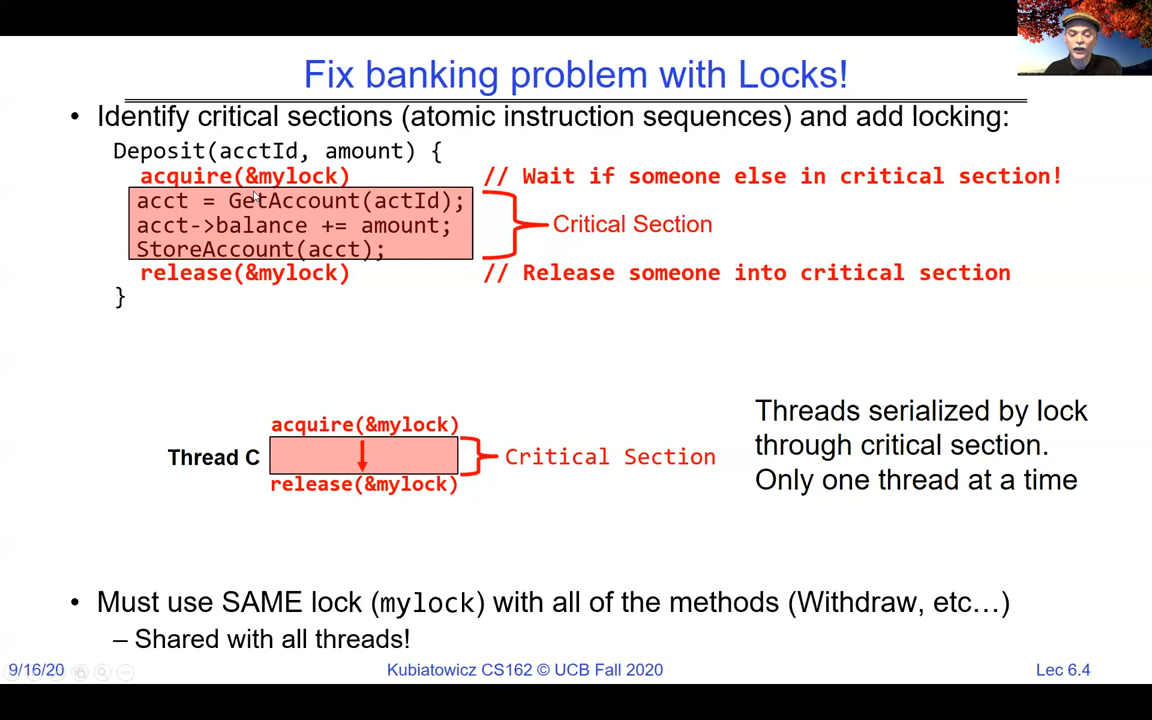 Fix banking problem with Locks!
• Identify critical sections (atomic instruction sequences) and add locking:
Deposit(acctId, amount) {
acquire(&mylock) // Wait if someone else in critical section!
acct = GetAccount(actId);
acct->balance += amount; Critical Section
StoreAccount(acct);
release(&mylock) // Release someone into critical section
}
acquire(&mylock)
Thread C Critical Section
release(&mylock)
Threads serialized by lock
through critical section.
Only one thread at a time
• Must use SAME lock (mylock) with all of the methods (Withdraw, etc…)
– Shared with all threads!
9/16/20 Kubiatowicz CS162 © UCB Fall 2020 Lec 6.4